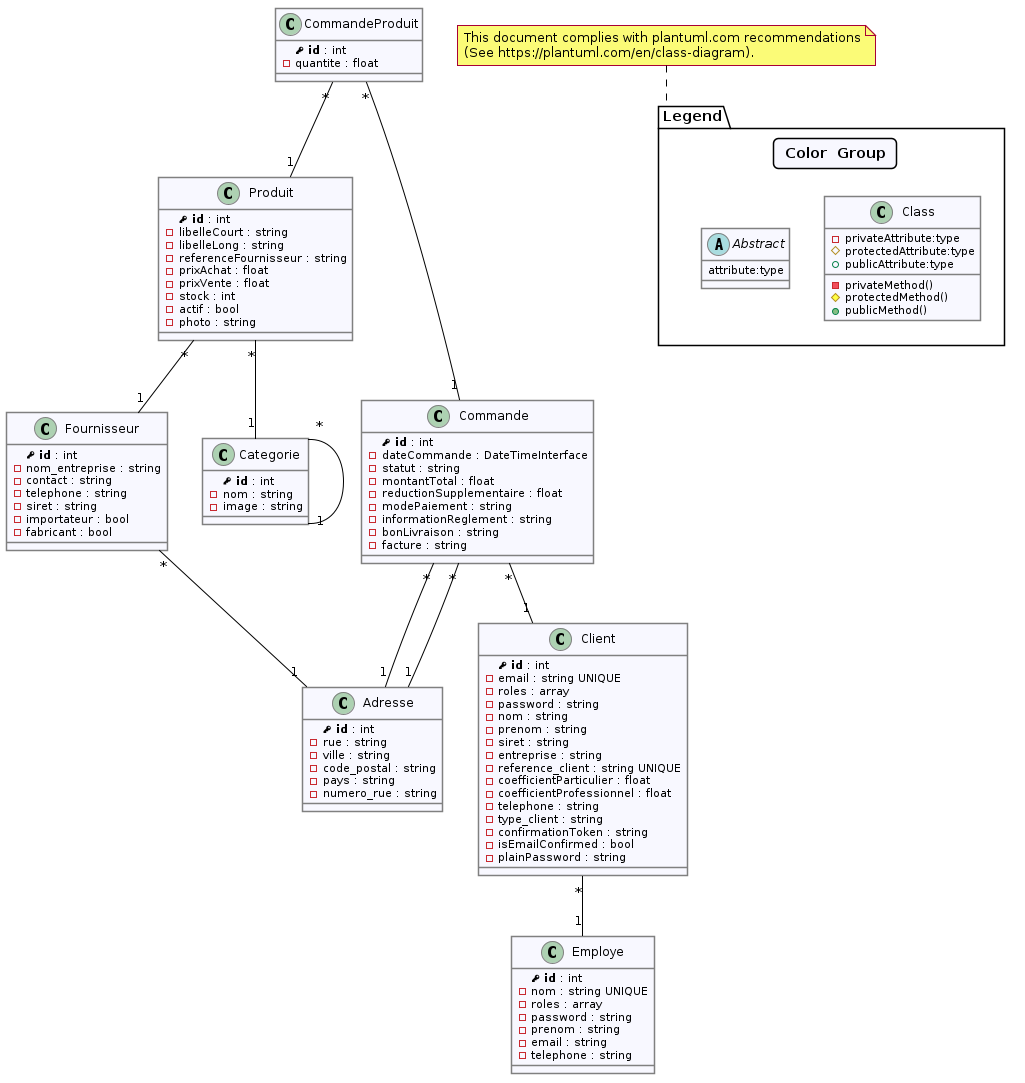 C CommandeProduit
id : int
quantite : float
*
*
This document complies with plantuml.com recommendations
(See https://plantuml.com/en/class-diagram).
Legend
Color Group
A Abstract
attribute:type
C Class
privateAttribute:type
protectedAttribute:type
publicAttribute:type
privateMethod()
protectedMethod()
publicMethod()
1
C Produit
id : int
libelleCourt : string
libelleLong : string
referenceFournisseur : string
prixAchat : float
prixVente : float
stock : int
actif : bool
photo : string
*
*
1
1
1
C Fournisseur
id : int
nom_entreprise : string
contact : string
telephone : string
siret : string
importateur : bool
fabricant : bool
*
C Categorie
id : int
nom : string
image : string
*
1
C Commande
id : int
dateCommande : DateTimeInterface
statut : string
montantTotal : float
reductionSupplementaire : float
modePaiement : string
informationReglement : string
bonLivraison : string
facture : string
*
*
*
1
1
1
1
C Adresse
id : int
rue : string
ville : string
code_postal : string
pays : string
numero_rue : string
C Client
id : int
email : string UNIQUE
roles : array
password : string
nom : string
prenom : string
siret : string
entreprise : string
reference_client : string UNIQUE
coefficientParticulier : float
coefficientProfessionnel : float
telephone : string
type_client : string
confirmationToken : string
isEmailConfirmed : bool
plainPassword : string
*
1
C Employe
id : int
nom : string UNIQUE
roles : array
password : string
prenom : string
email : string
telephone : string